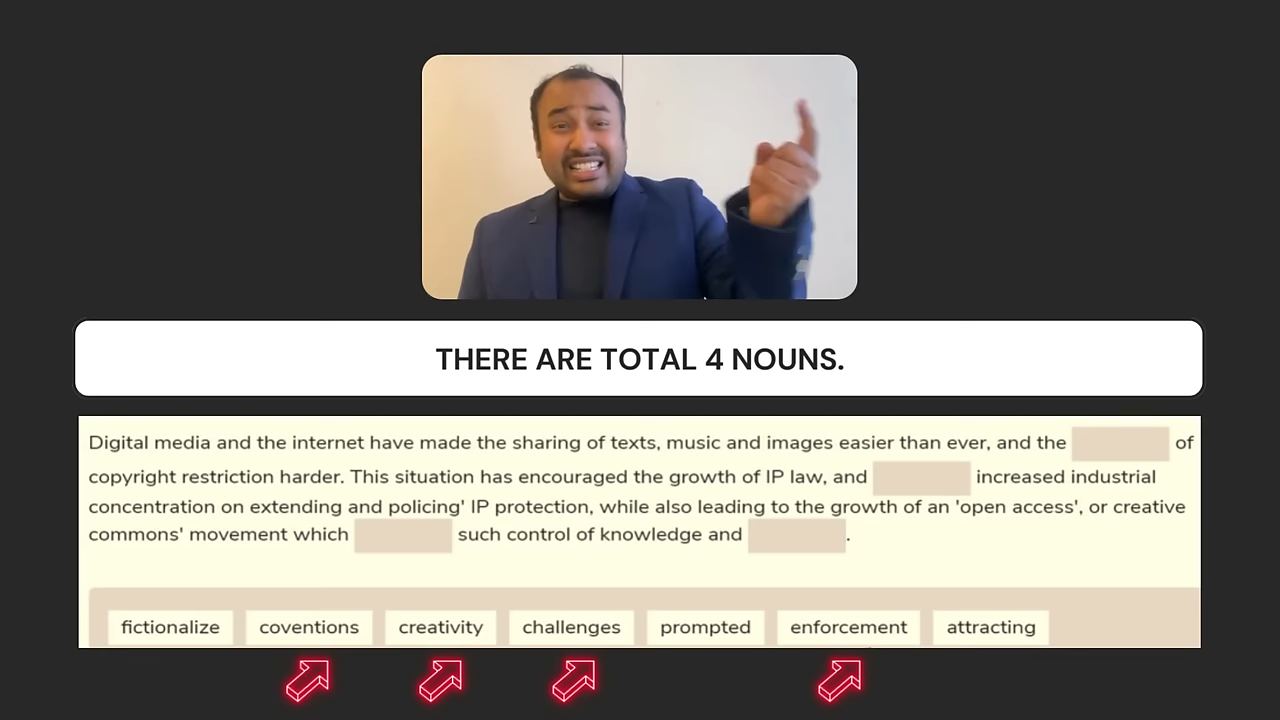 THERE ARE TOTAL 4 NOUNS.
Digital media and the internet have made the sharing of texts, music and images easier than ever, and the of
copyright restriction harder. This situation has encouraged the growth of IP law, and increased industrial
concentration on extending and policing' IP protection, while also leading to the growth of an 'open access', or creative
commons' movement which such control of knowledge and .
fictionalize coventions creativity challenges prompted enforcement attracting